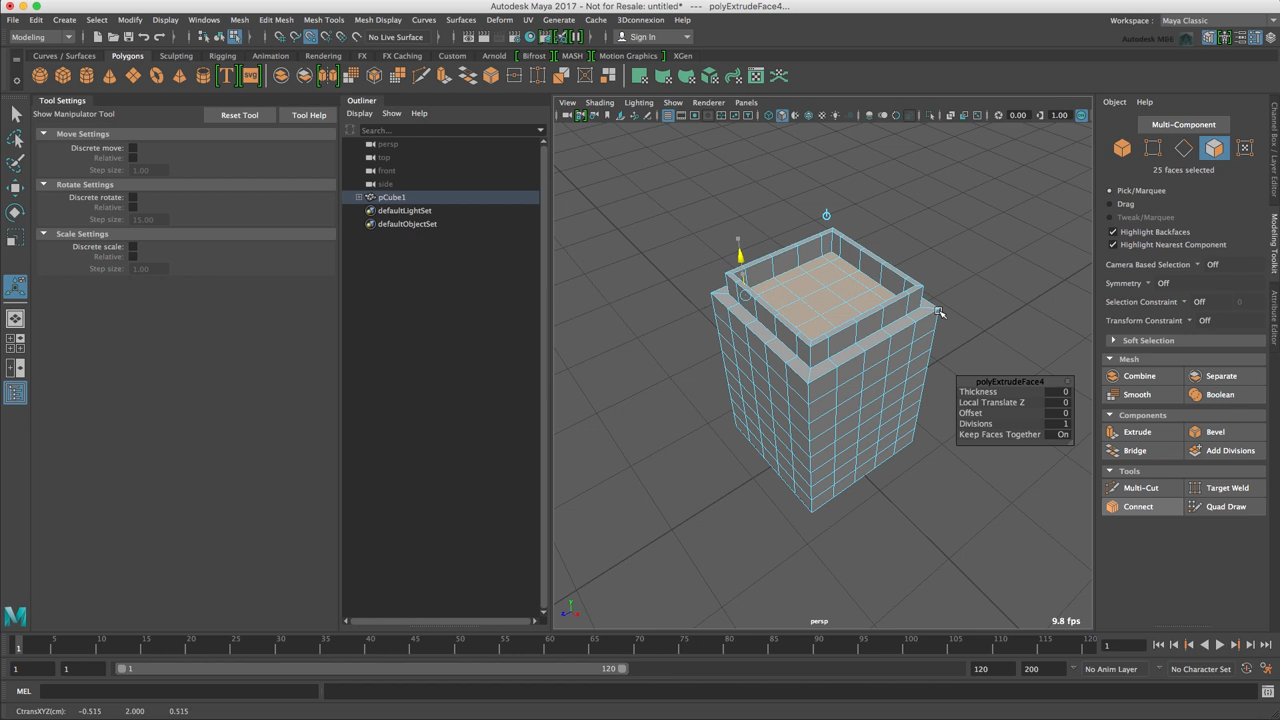 Autodesk Maya 2017 - Not for Resale: untitled*   ---   polyExtrudeFace4...
File Edit Create Select Modify Display Windows Mesh Edit Mesh Mesh Tools Mesh Display Curves Surfaces Deform UV Generate Cache 3Dconnexion Help
Workspace : Maya Classic
Modeling No Live Surface Sign In
Curves / Surfaces Polygons Sculpting Rigging Animation Rendering FX FX Caching Custom Arnold Bifrost MASH Motion Graphics XGen
Tool Settings
Show Manipulator Tool Reset Tool Tool Help
Move Settings
Discrete move:
Relative:
Step size: 1.00
Rotate Settings
Discrete rotate:
Relative:
Step size: 15.00
Scale Settings
Discrete scale:
Relative:
Step size: 1.00
Outliner
Display Show Help
Search...
persp
top
front
side
pCube1
defaultLightSet
defaultObjectSet
View Shading Lighting Show Renderer Panels
0.00 1.00
polyExtrudeFace4
Thickness 0
Local Translate Z 0
Offset 0
Divisions 1
Keep Faces Together On
persp
9.8 fps
Object Help
Multi-Component
25 faces selected
Pick/Marquee
Drag
Tweak/Marquee
Highlight Backfaces
Highlight Nearest Component
Camera Based Selection Off
Symmetry Off
Selection Constraint Off 0
Transform Constraint Off
Soft Selection
Mesh
Combine Separate
Smooth Boolean
Components
Extrude Bevel
Bridge Add Divisions
Tools
Multi-Cut Target Weld
Connect Quad Draw
Channel Box / Layer Editor
Modeling Toolkit
Attribute Editor
5 10 15 20 25 30 35 40 45 50 55 60 65 70 75 80 85 90 95 100 105 110 115 120
1 1
1 1 1 120 120 200 No Anim Layer No Character Set
MEL
CtransXYZ(cm): -0.515 2.000 0.515